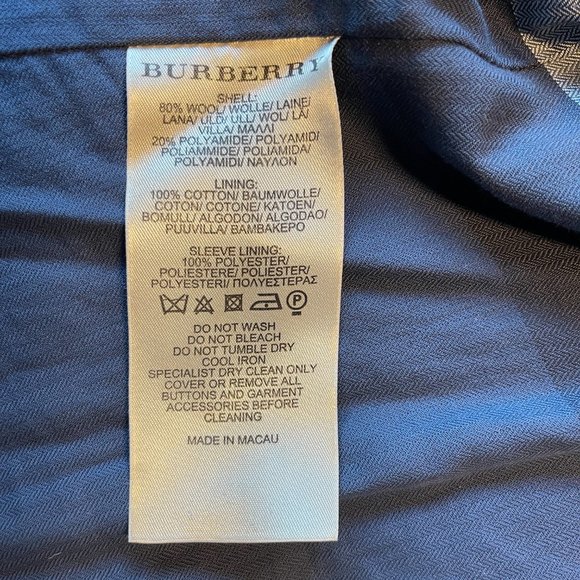 BURBERRY
SHELL:
80% WOOL/ WOLLE/ LAINE/
LANA/ ULD/ ULL/ WOL/ LÃ/
VILLA/ ΜΑΛΛΙ
20% POLYAMIDE/ POLYAMID/
POLIAMMIDE/ POLIAMIDA/
POLYAMIDI/ ΝΑΥΛΟΝ
LINING:
100% COTTON/ BAUMWOLLE/
COTON/ COTONE/ KATOEN/
BOMULL/ ALGODON/ ALGODAO/
PUUVILLA/ ΒΑΜΒΑΚΕΡΟ
SLEEVE LINING:
100% POLYESTER/
POLIESTERE/ POLIESTER/
POLYESTERI/ ΠΟΛΥΕΣΤΕΡΑΣ
P
DO NOT WASH
DO NOT BLEACH
DO NOT TUMBLE DRY
COOL IRON
SPECIALIST DRY CLEAN ONLY
COVER OR REMOVE ALL
BUTTONS AND GARMENT
ACCESSORIES BEFORE
CLEANING
MADE IN MACAU